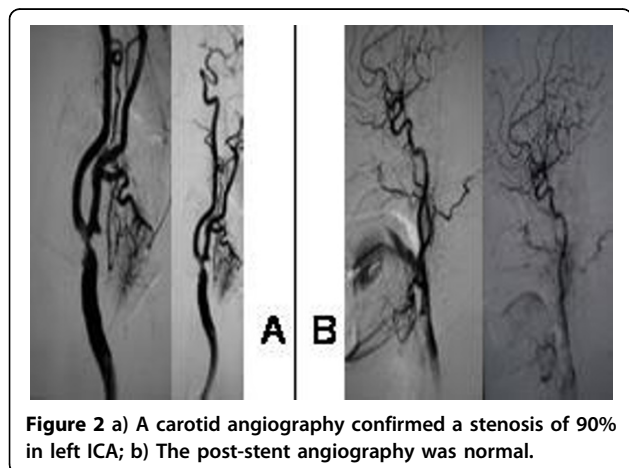 A B
Figure 2 a) A carotid angiography confirmed a stenosis of 90%
in left ICA; b) The post-stent angiography was normal.